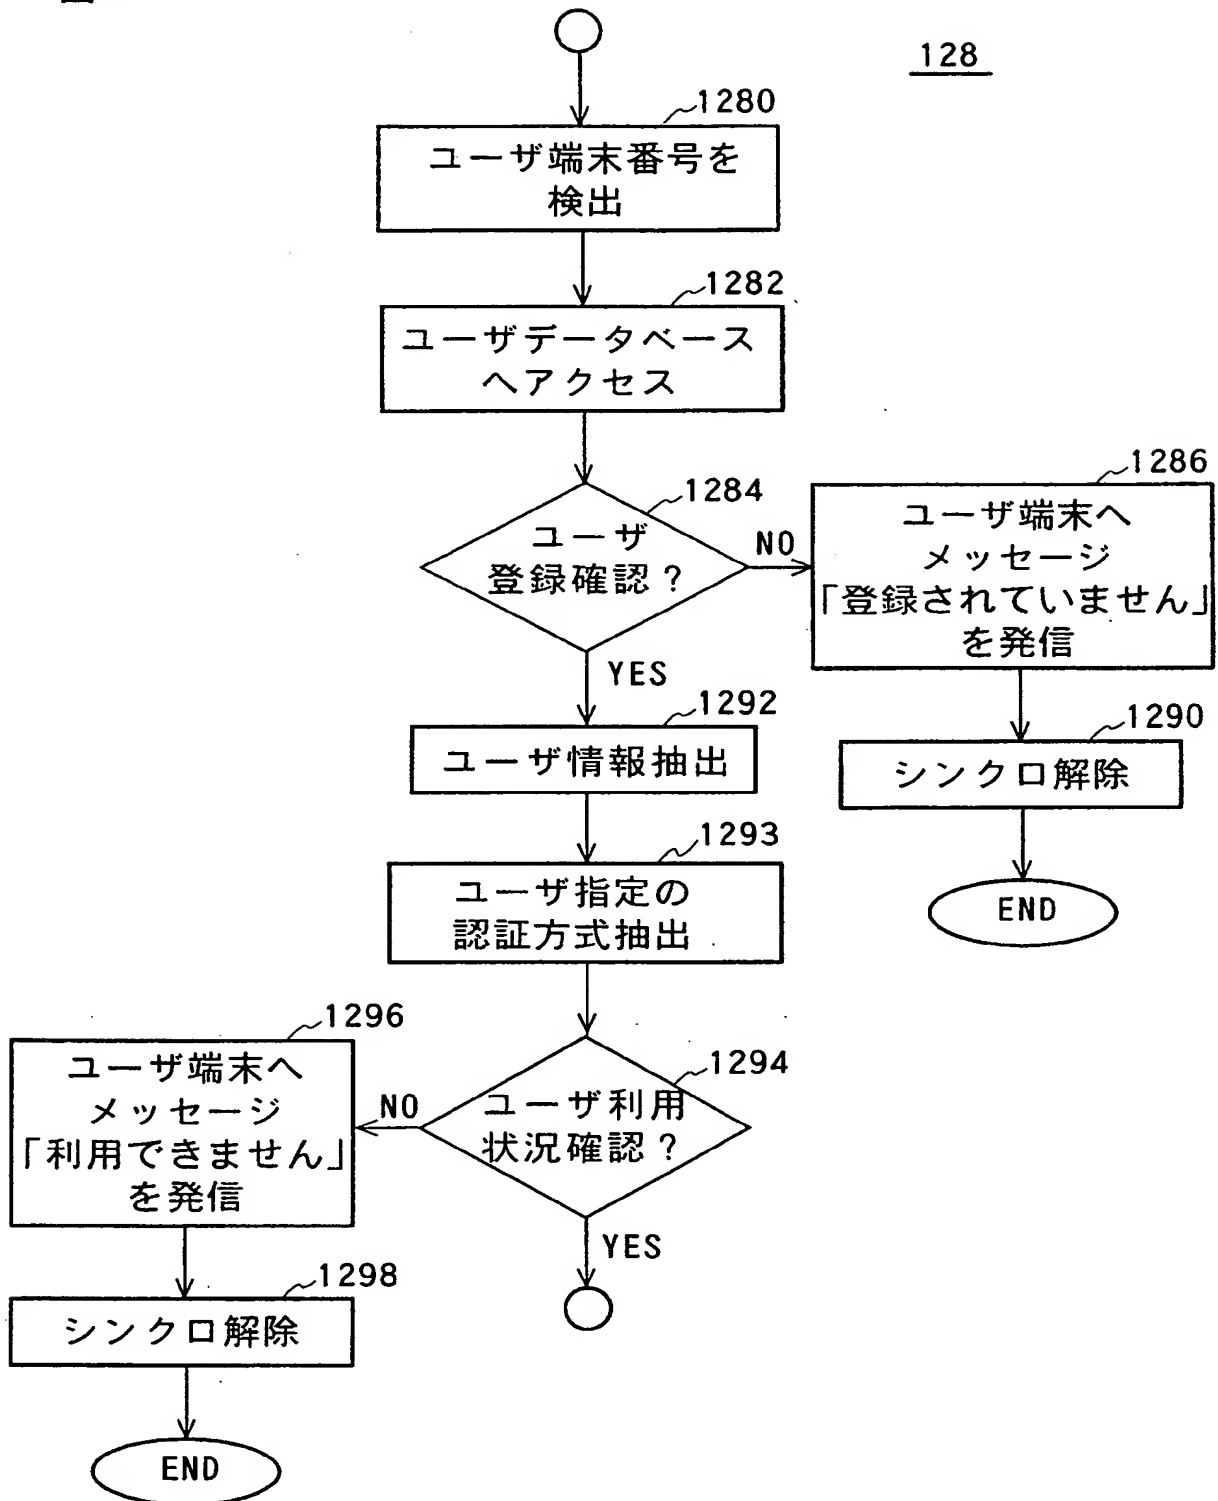 128
1280
ユーザ端末番号を
検出
1282
ユーザデータベース
へアクセス
1284
ユーザ
登録確認？
NO
1286
ユーザ端末へ
メッセージ
「登録されていません」
を発信
YES
1290
シンクロ解除
END
1292
ユーザ情報抽出
1293
ユーザ指定の
認証方式抽出
1294
ユーザ利用
状況確認？
NO
1296
ユーザ端末へ
メッセージ
「利用できません」
を発信
YES
1298
シンクロ解除
END